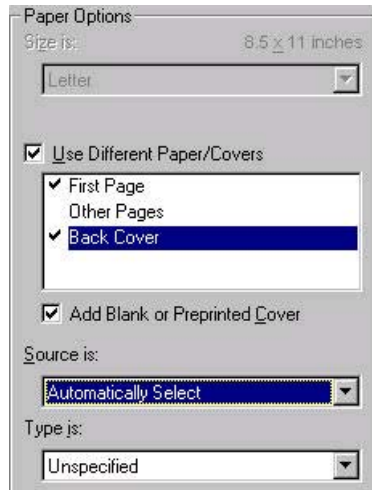 Paper Options
Size is: 8.5 x 11 inches
Letter
Use Different Paper/Covers
First Page
Other Pages
Back Cover
Add Blank or Preprinted Cover
Source is:
Automatically Select
Type is:
Unspecified